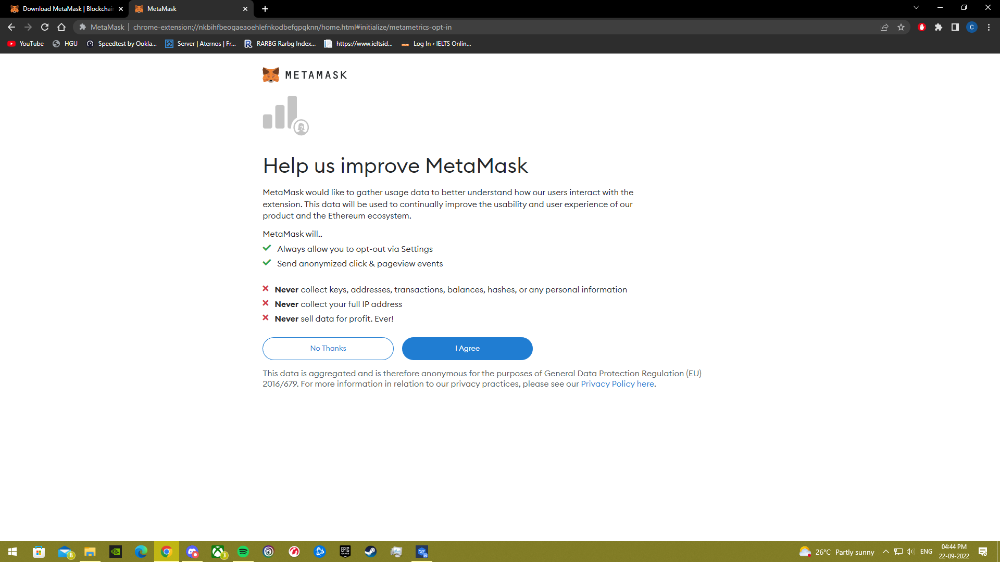 Download MetaMask | Blockchain
MetaMask
MetaMask
chrome-extension://nkbihfbeogaeaoehlefnkodbefgpgknn/home.html#initialize/metametrics-opt-in
C
YouTube
HGU
Speedtest by Ookla...
Server | Aternos | Fr...
RARBG Rarbg Index...
https://www.ieltsid...
Log In ‹ IELTS Onlin...
METAMASK
Help us improve MetaMask
MetaMask would like to gather usage data to better understand how our users interact with the
extension. This data will be used to continually improve the usability and user experience of our
product and the Ethereum ecosystem.
MetaMask will..
Always allow you to opt-out via Settings
Send anonymized click & pageview events
Never collect keys, addresses, transactions, balances, hashes, or any personal information
Never collect your full IP address
Never sell data for profit. Ever!
No Thanks
I Agree
This data is aggregated and is therefore anonymous for the purposes of General Data Protection Regulation (EU)
2016/679. For more information in relation to our privacy practices, please see our Privacy Policy here.
8
3
EPIC
GAMES
26°C Partly sunny
ENG
04:44 PM
22-09-2022